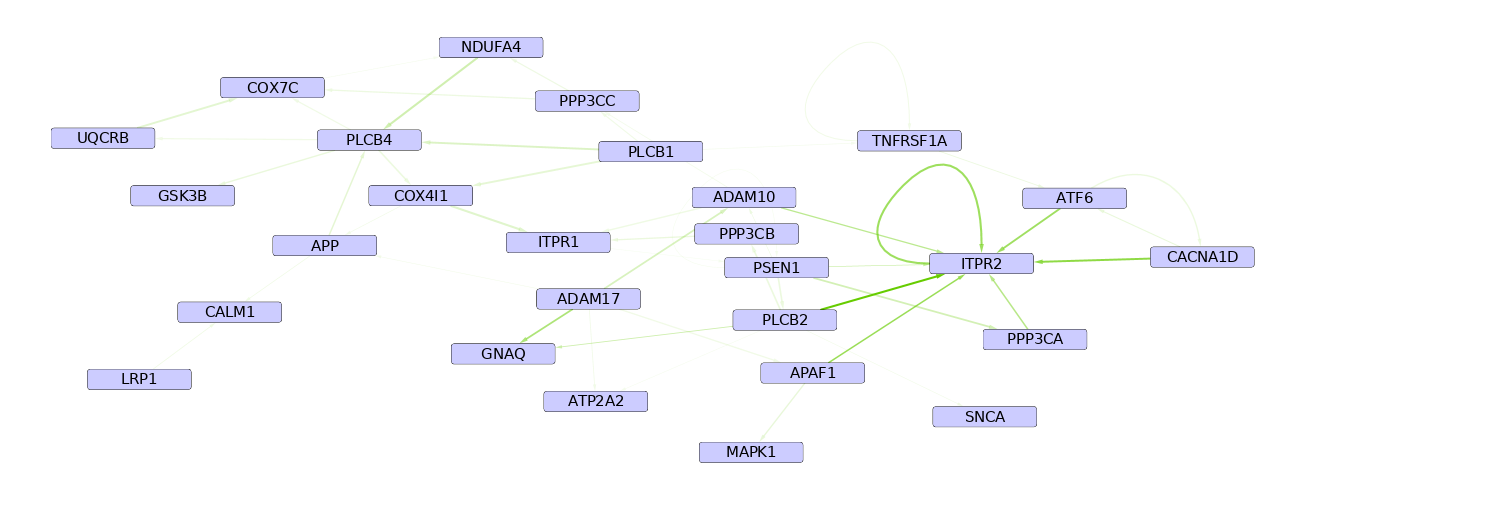 NDUFA4
COX7C
PPP3CC
UQCRB
PLCB4
TNFRSF1A
PLCB1
GSK3B
COX4I1
ADAM10
ATF6
PPP3CB
ITPR1
APP
CACNA1D
PSEN1
ITPR2
ADAM17
CALM1
PLCB2
PPP3CA
GNAQ
APAF1
LRP1
ATP2A2
SNCA
MAPK1